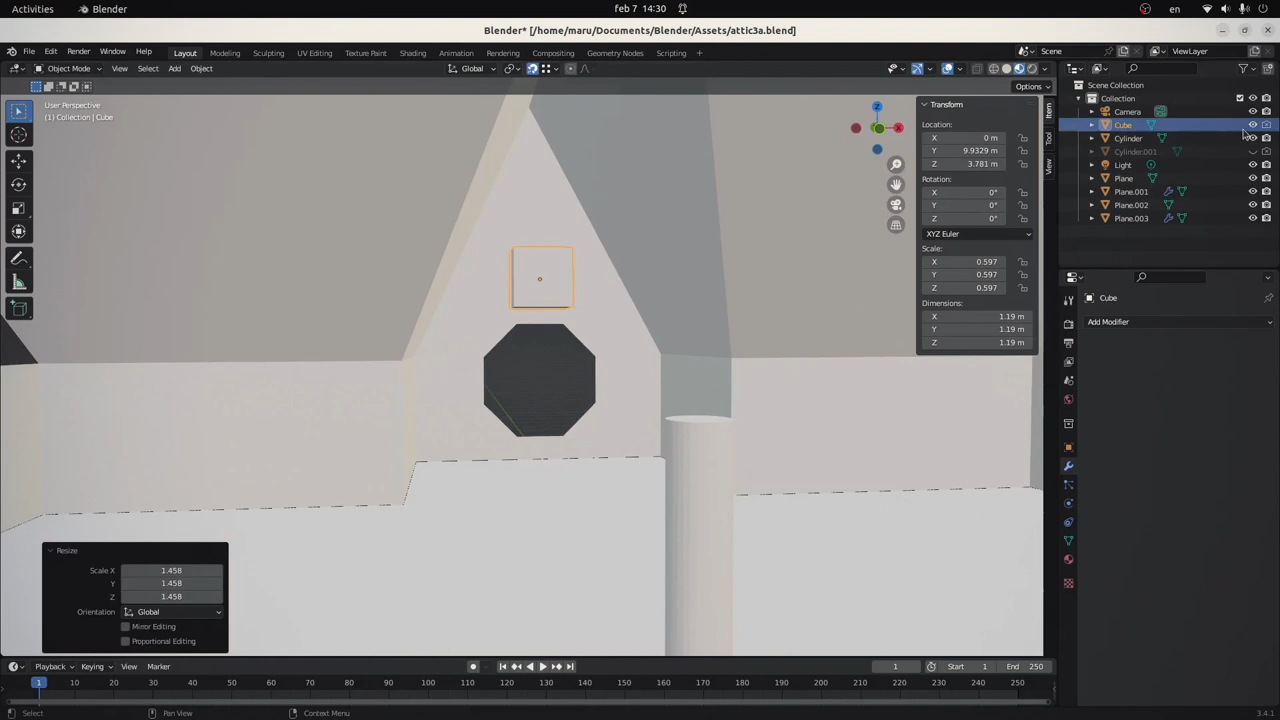 Activities Blender feb 7 14:30 en
Blender* [/home/maru/Documents/Blender/Assets/attic3a.blend]
File Edit Render Window Help Layout Modeling Sculpting UV Editing Texture Paint Shading Animation Rendering Compositing Geometry Nodes Scripting + Scene ViewLayer
Object Mode View Select Add Object Global
Options
User Perspective
(1) Collection | Cube
Z
X
Transform
Location:
X 0 m
Y 9.9329 m
Z 3.781 m
Rotation:
X 0°
Y 0°
Z 0°
XYZ Euler
Scale:
X 0.597
Y 0.597
Z 0.597
Dimensions:
X 1.19 m
Y 1.19 m
Z 1.19 m
Item
Tool
View
Scene Collection
Collection
Camera
Cube
Cylinder
Cylinder.001
Light
Plane
Plane.001
Plane.002
Plane.003
Cube
Add Modifier
Resize
Scale X 1.458
Y 1.458
Z 1.458
Orientation Global
Mirror Editing
Proportional Editing
Playback Keying View Marker 1 Start 1 End 250
1 10 20 30 40 50 60 70 80 90 100 110 120 130 140 150 160 170 180 190 200 210 220 230 240 250
Select Pan View Context Menu 3.4.1